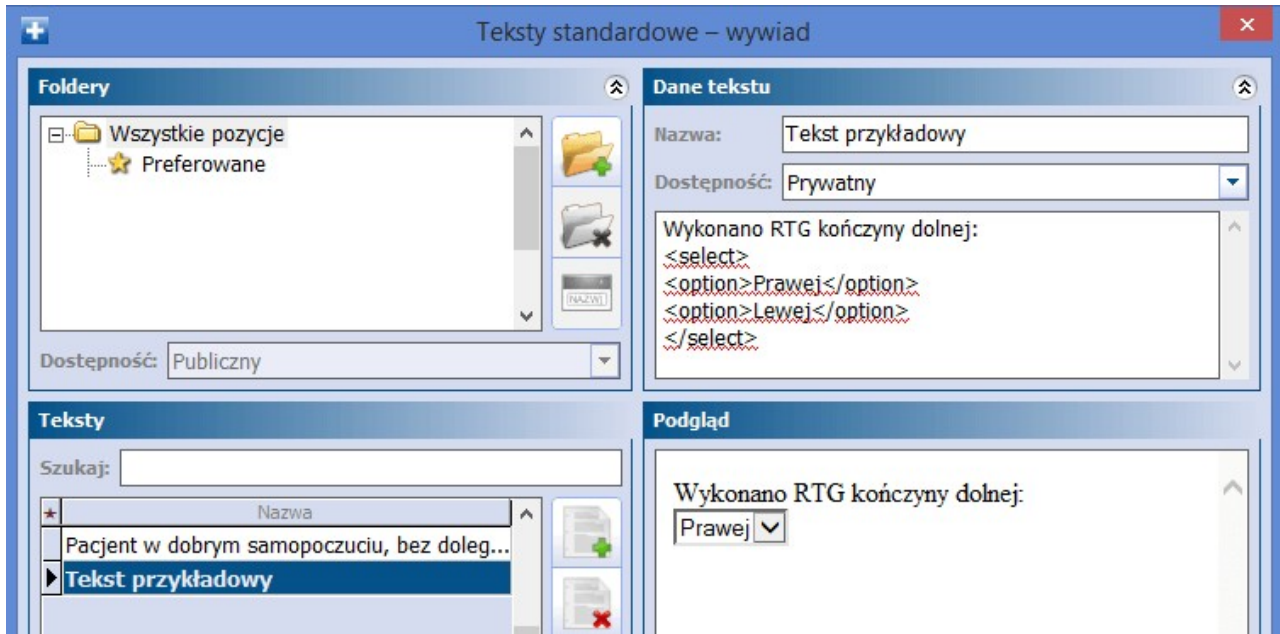 Teksty standardowe – wywiad
Foldery
Wszystkie pozycje
Preferowane
NAZWJ
Dostępność: Publiczny
Dane tekstu
Nazwa: Tekst przykładowy
Dostępność: Prywatny
Wykonano RTG kończyny dolnej:
<select>
<option>Prawej</option>
<option>Lewej</option>
</select>
Teksty
Szukaj:
Nazwa
Pacjent w dobrym samopoczuciu, bez doleg...
Tekst przykładowy
Podgląd
Wykonano RTG kończyny dolnej:
Prawej